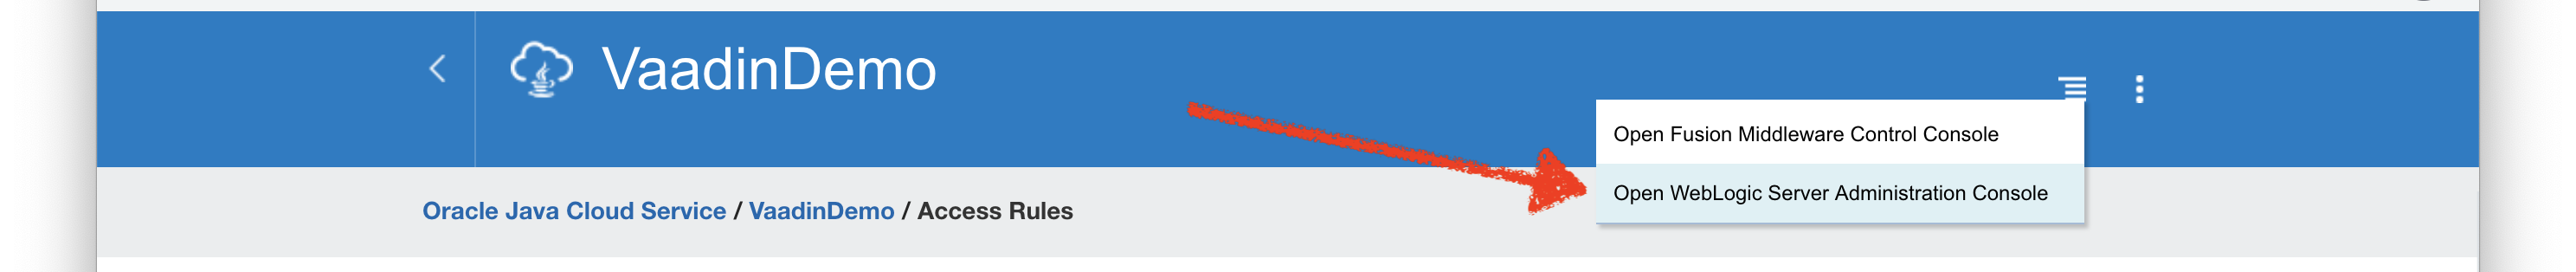 VaadinDemo
Open Fusion Middleware Control Console
Open WebLogic Server Administration Console
Oracle Java Cloud Service / VaadinDemo / Access Rules